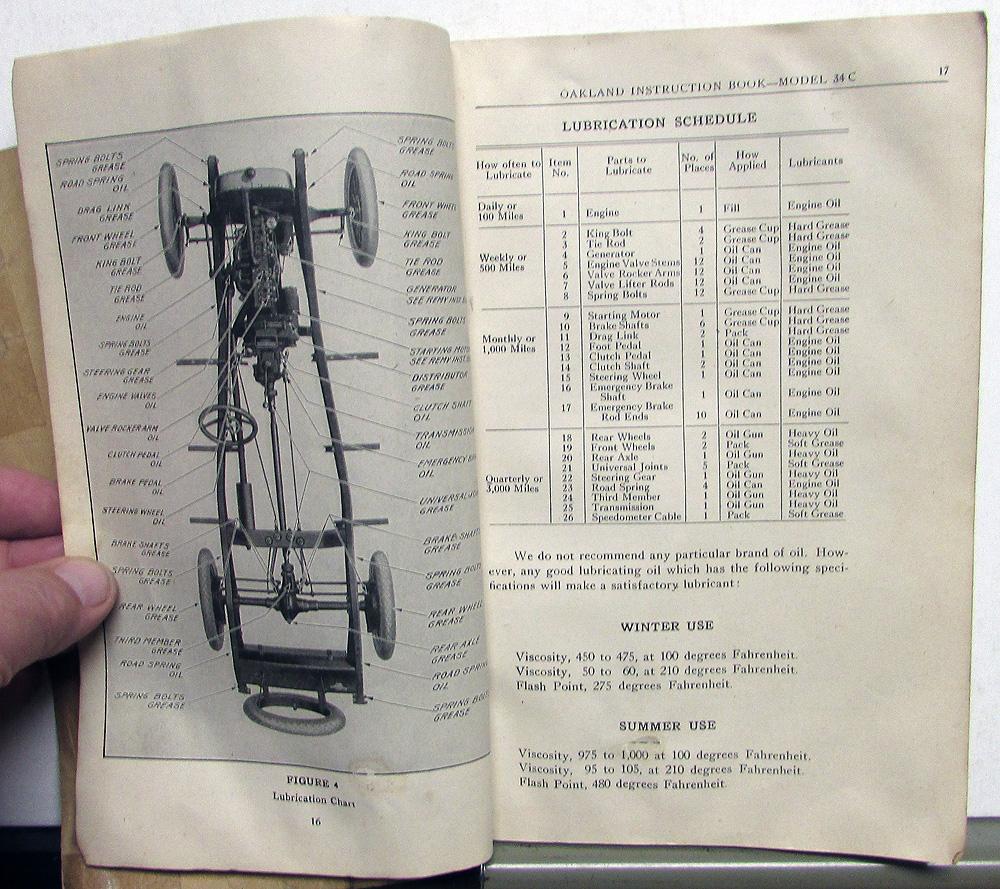 SPRING BOLTS
GREASE
ROAD SPRING
OIL
DRAG LINK
GREASE
FRONT WHEEL
GREASE
KING BOLT
GREASE
TIE ROD
GREASE
ENGINE
OIL
SPRING BOLTS
GREASE
STEERING GEAR
GREASE
ENGINE VALVES
OIL
VALVE ROCKER ARM
OIL
CLUTCH PEDAL
OIL
BRAKE PEDAL
OIL
STEERING WHEEL
OIL
BRAKE SHAFTS
GREASE
SPRING BOLTS
GREASE
REAR WHEEL
GREASE
THIRD MEMBER
GREASE
ROAD SPRING
OIL
SPRING BOLTS
GREASE
SPRING BOLTS
GREASE
ROAD SPRING
OIL
FRONT WHEEL
GREASE
KING BOLT
GREASE
TIE ROD
GREASE
GENERATOR
SEE REMY INST.
SPRING BOLTS
GREASE
STARTING MOTOR
SEE REMY INST.
DISTRIBUTOR
GREASE
CLUTCH SHAFT
OIL
TRANSMISSION
OIL
EMERGENCY
OIL
UNIVERSAL
GREASE
BRAKE SHAFTS
GREASE
SPRING BOLTS
GREASE
REAR WHEEL
GREASE
REAR AXLE
GREASE
ROAD SPRING
OIL
SPRING BOLTS
GREASE
FIGURE 4
Lubrication Chart
16
OAKLAND INSTRUCTION BOOK—MODEL 34 C 17
LUBRICATION SCHEDULE
How often to Lubricate Item No. Parts to Lubricate No. of Places How Applied Lubricants
Daily or 100 Miles 1 Engine 1 Fill Engine Oil
Weekly or 500 Miles
2 King Bolt 4 Grease Cup Hard Grease
3 Tie Rod 2 Grease Cup Hard Grease
4 Generator 1 Oil Can Engine Oil
5 Engine Valve Stems 12 Oil Can Engine Oil
6 Valve Rocker Arms 12 Oil Can Engine Oil
7 Valve Lifter Rods 12 Oil Can Engine Oil
8 Spring Bolts 12 Grease Cup Hard Grease
Monthly or 1,000 Miles
9 Starting Motor 1 Grease Cup Hard Grease
10 Brake Shafts 6 Grease Cup Hard Grease
11 Drag Link 2 Pack Hard Grease
12 Foot Pedal 1 Oil Can Engine Oil
13 Clutch Pedal 1 Oil Can Engine Oil
14 Clutch Shaft 2 Oil Can Engine Oil
15 Steering Wheel 1 Oil Can Engine Oil
16 Emergency Brake
Shaft 1 Oil Can Engine Oil
17 Emergency Brake
Rod Ends 10 Oil Can Engine Oil
Quarterly or 3,000 Miles
18 Rear Wheels 2 Oil Gun Heavy Oil
19 Front Wheels 2 Pack Soft Grease
20 Rear Axle 1 Oil Gun Heavy Oil
21 Universal Joints 5 Pack Soft Grease
22 Steering Gear 1 Oil Gun Heavy Oil
23 Road Spring 4 Oil Can Engine Oil
24 Third Member 1 Oil Gun Heavy Oil
25 Transmission 1 Oil Gun Heavy Oil
26 Speedometer Cable 1 Pack Soft Grease
We do not recommend any particular brand of oil. How-
ever, any good lubricating oil which has the following speci-
fications will make a satisfactory lubricant:
WINTER USE
Viscosity, 450 to 475, at 100 degrees Fahrenheit.
Viscosity, 50 to 60, at 210 degrees Fahrenheit.
Flash Point, 275 degrees Fahrenheit.
SUMMER USE
Viscosity, 975 to 1,000 at 100 degrees Fahrenheit.
Viscosity, 95 to 105, at 210 degrees Fahrenheit.
Flash Point, 480 degrees Fahrenheit.